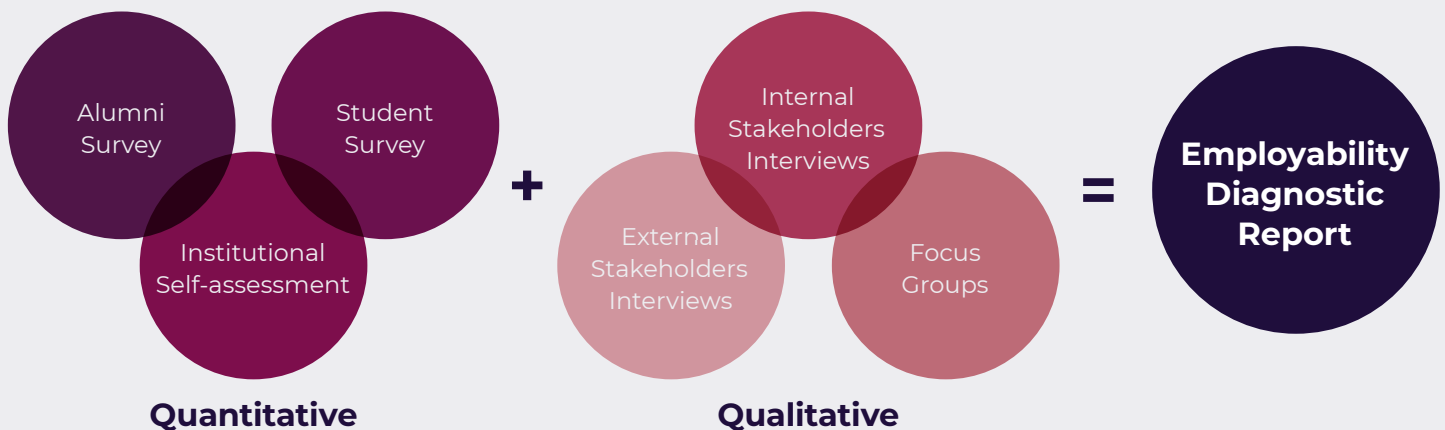 Alumni
Survey
Student
Survey
Institutional
Self-assessment
Quantitative
+
Internal
Stakeholders
Interviews
External
Stakeholders
Interviews
Focus
Groups
Qualitative
=
Employability
Diagnostic
Report